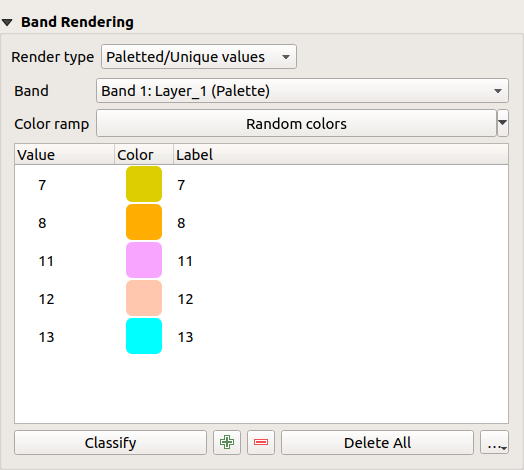 Band Rendering
Render type Paletted/Unique values
Band Band 1: Layer_1 (Palette)
Color ramp Random colors
Value Color Label
7 7
8 8
11 11
12 12
13 13
Classify Delete All ...